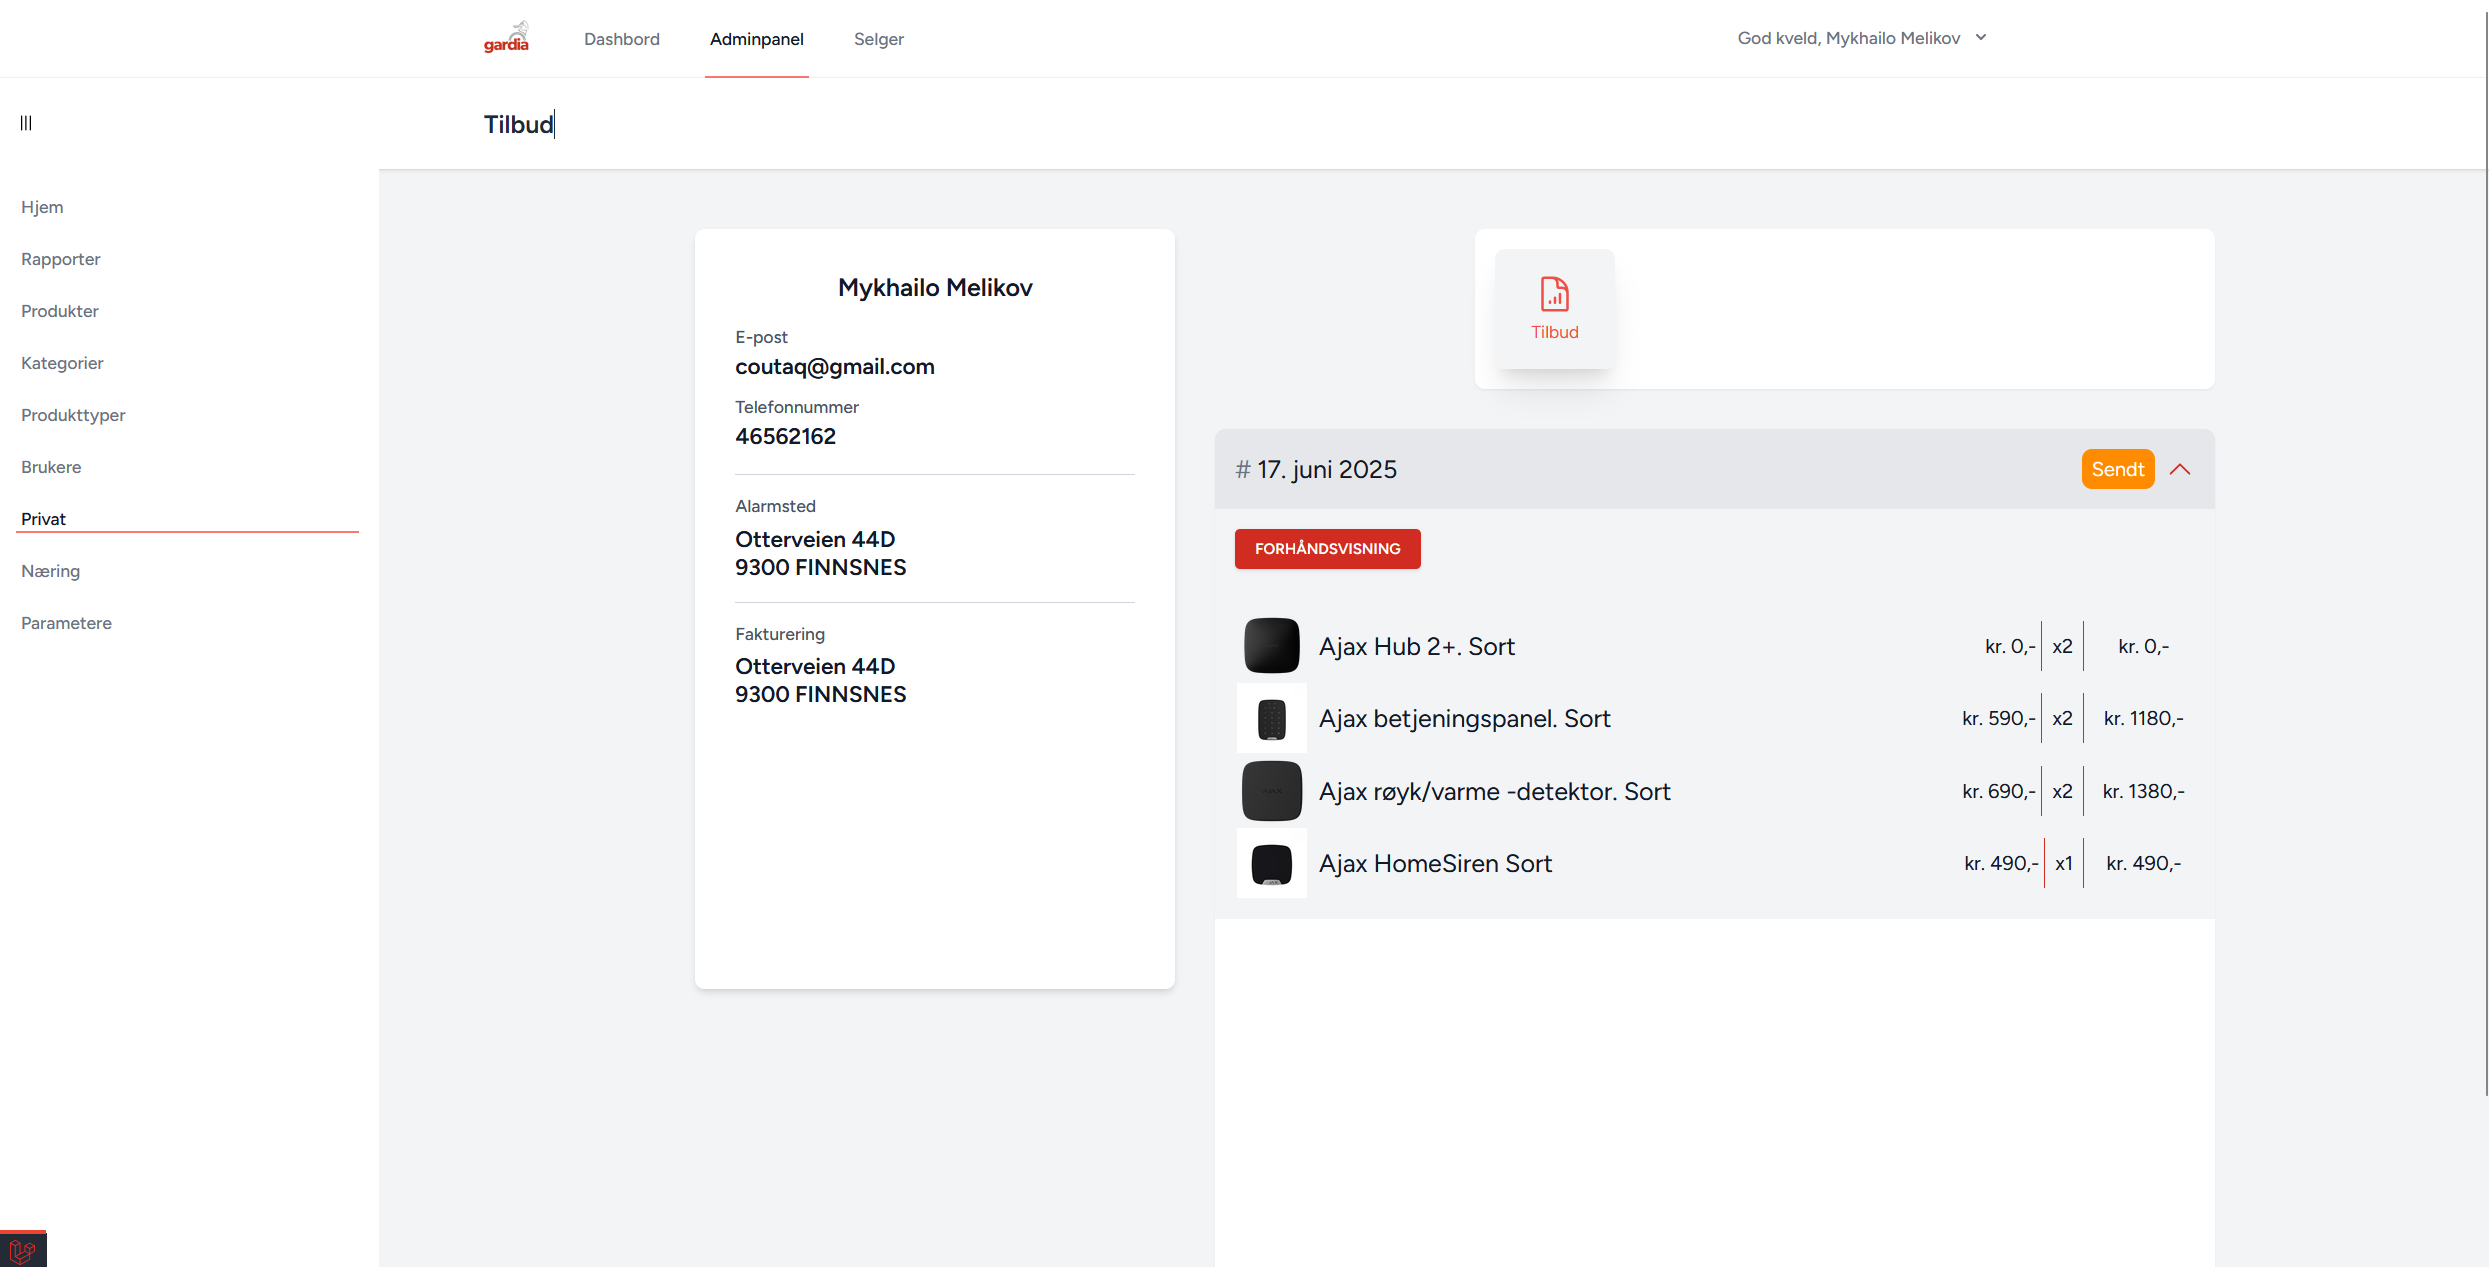 gardia
Dashbord
Adminpanel
Selger
God kveld, Mykhailo Melikov
Tilbud
Hjem
Rapporter
Produkter
Kategorier
Produkttyper
Brukere
Privat
Næring
Parametere
Mykhailo Melikov
E-post
coutaq@gmail.com
Telefonnummer
46562162
Alarmsted
Otterveien 44D
9300 FINNSNES
Fakturering
Otterveien 44D
9300 FINNSNES
Tilbud
# 17. juni 2025
Sendt
FORHÅNDSVISNING
Ajax Hub 2+. Sort kr. 0,- x2 kr. 0,-
Ajax betjeningspanel. Sort kr. 590,- x2 kr. 1180,-
Ajax røyk/varme -detektor. Sort kr. 690,- x2 kr. 1380,-
Ajax HomeSiren Sort kr. 490,- x1 kr. 490,-